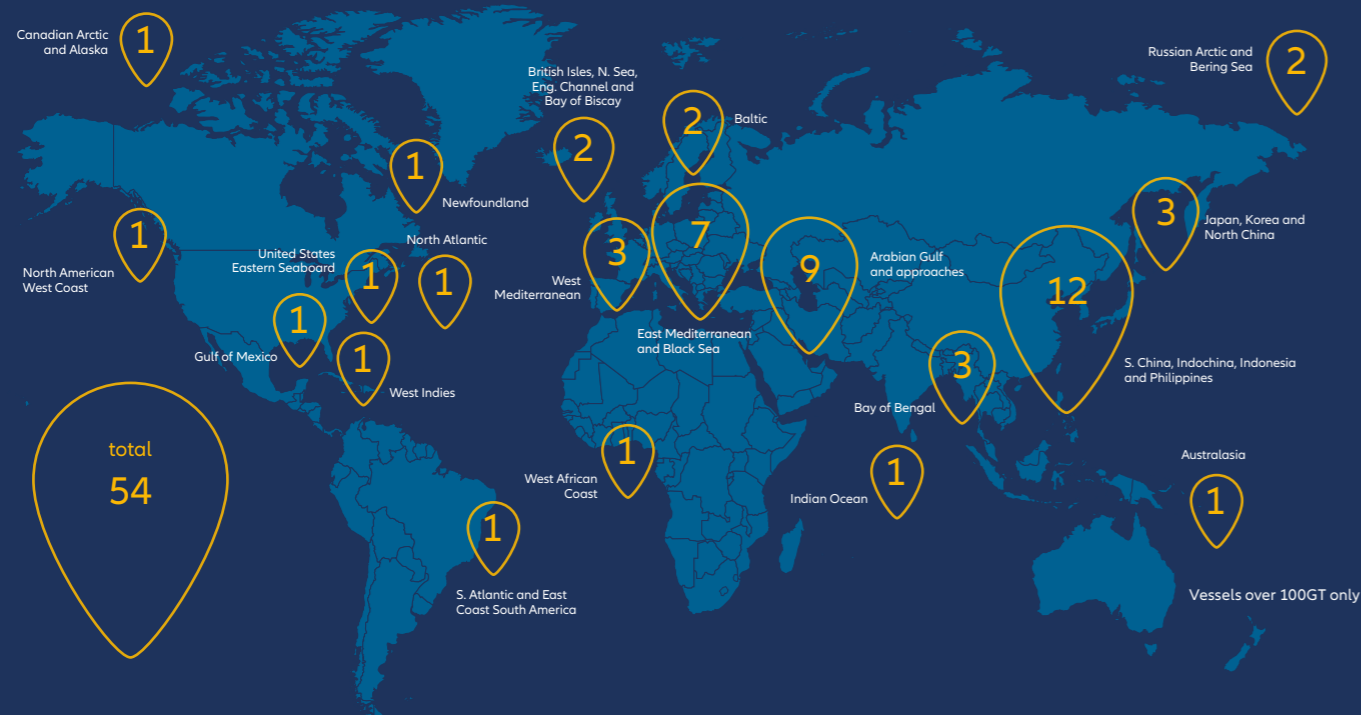 Canadian Arctic
and Alaska
1
Russian Arctic and
Bering Sea
2
British Isles, N. Sea,
Eng. Channel and
Bay of Biscay
2
2
Baltic
1
Newfoundland
1
North American
West Coast
North Atlantic
1
United States
Eastern Seaboard
1
3
West
Mediterranean
7
East Mediterranean
and Black Sea
9
Arabian Gulf
and approaches
12
S. China, Indochina, Indonesia
and Philippines
3
Japan, Korea and
North China
1
Gulf of Mexico
1
West Indies
3
Bay of Bengal
total
54
1
West African
Coast
1
Indian Ocean
Australasia
1
1
S. Atlantic and East
Coast South America
Vessels over 100GT only